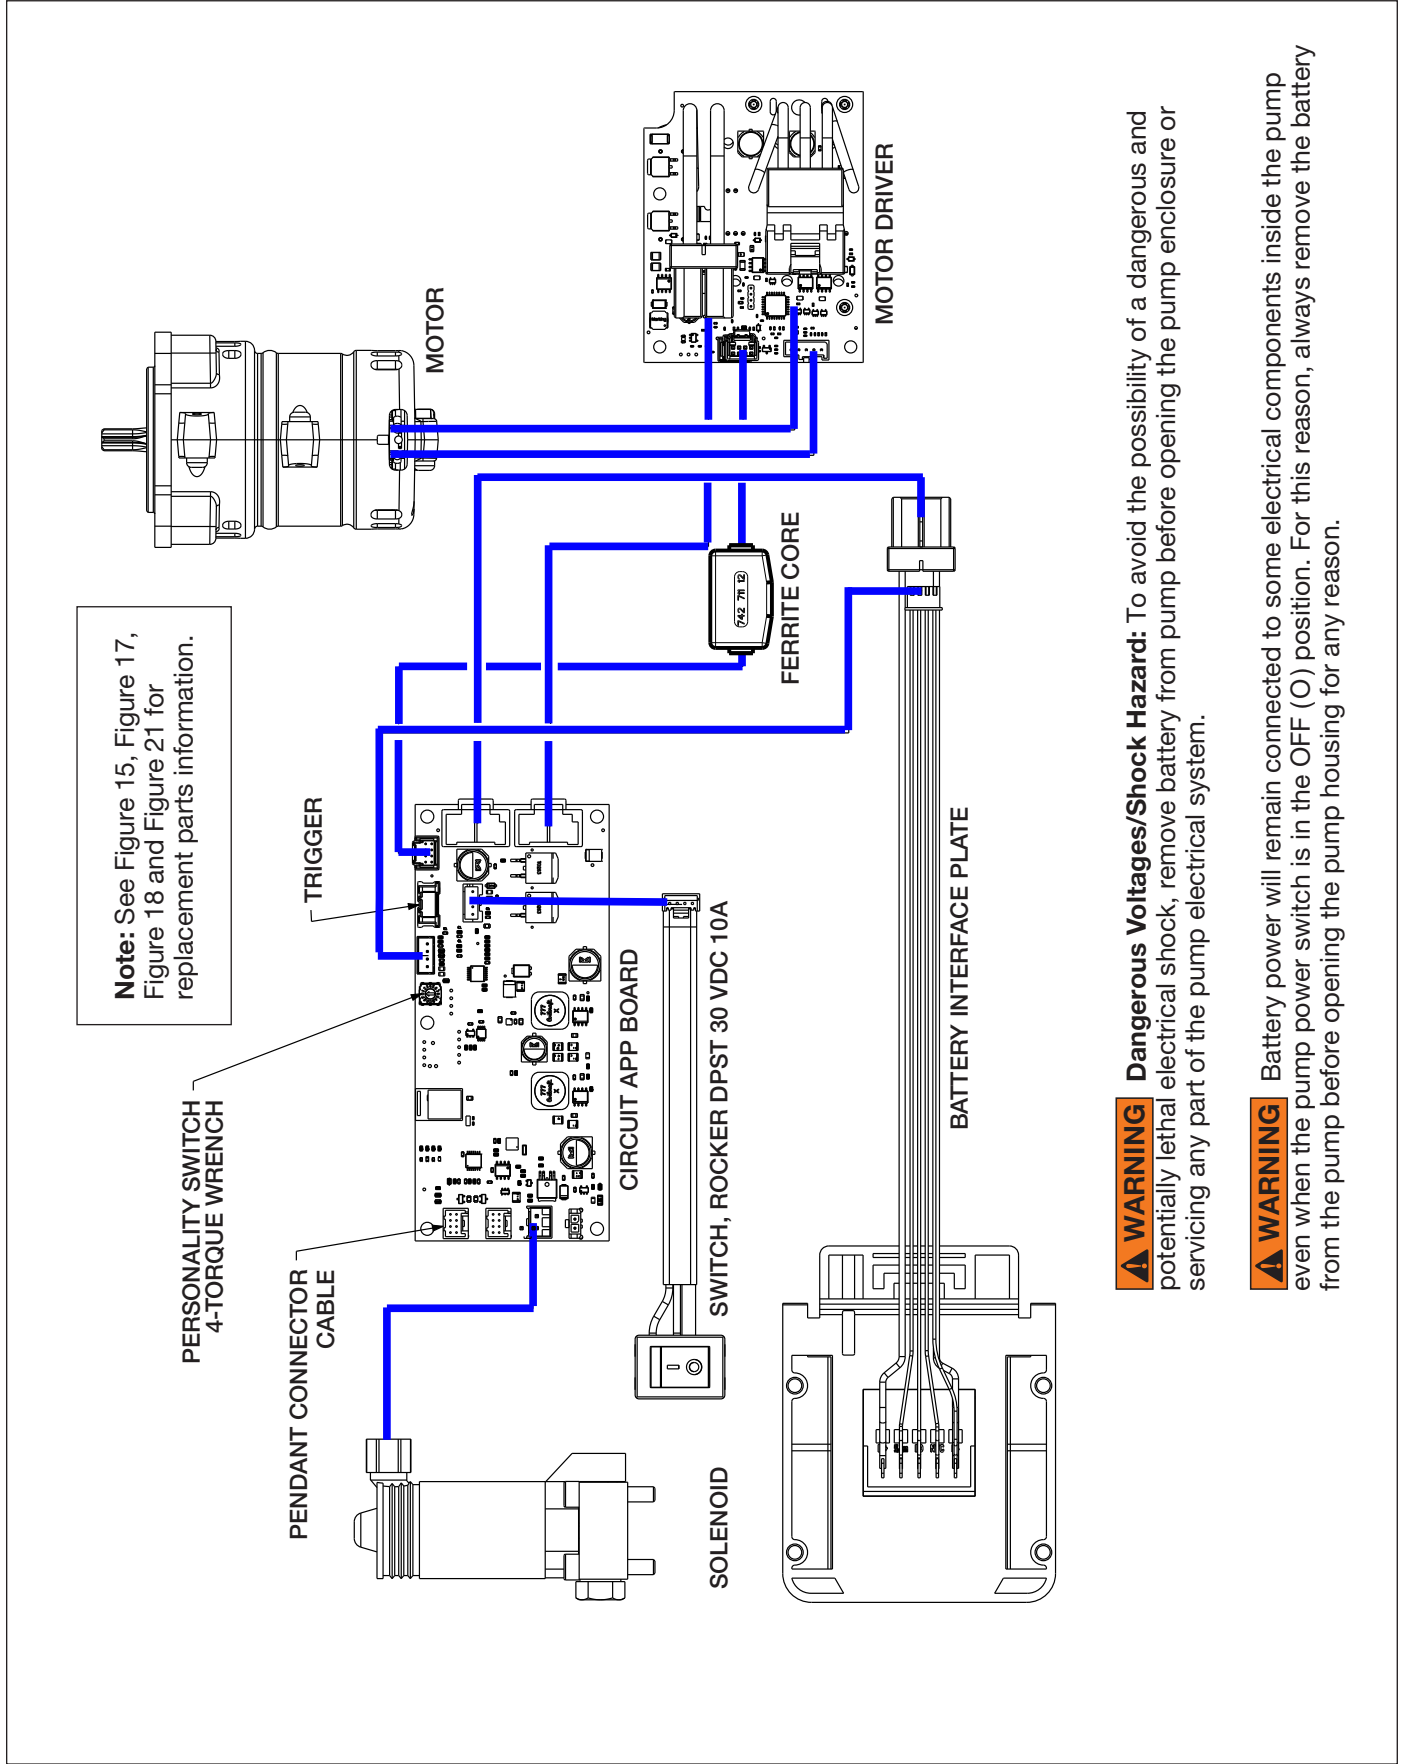 Note: See Figure 15, Figure 17,
Figure 18 and Figure 21 for
replacement parts information.
PERSONALITY SWITCH
4-TORQUE WRENCH
PENDANT CONNECTOR
CABLE
TRIGGER
MOTOR
SOLENOID
CIRCUIT APP BOARD
SWITCH, ROCKER DPST 30 VDC 10A
742 711 12
FERRITE CORE
MOTOR DRIVER
BATTERY INTERFACE PLATE
WARNING Dangerous Voltages/Shock Hazard: To avoid the possibility of a dangerous and
potentially lethal electrical shock, remove battery from pump before opening the pump enclosure or
servicing any part of the pump electrical system.
WARNING Battery power will remain connected to some electrical components inside the pump
even when the pump power switch is in the OFF (O) position. For this reason, always remove the battery
from the pump before opening the pump housing for any reason.